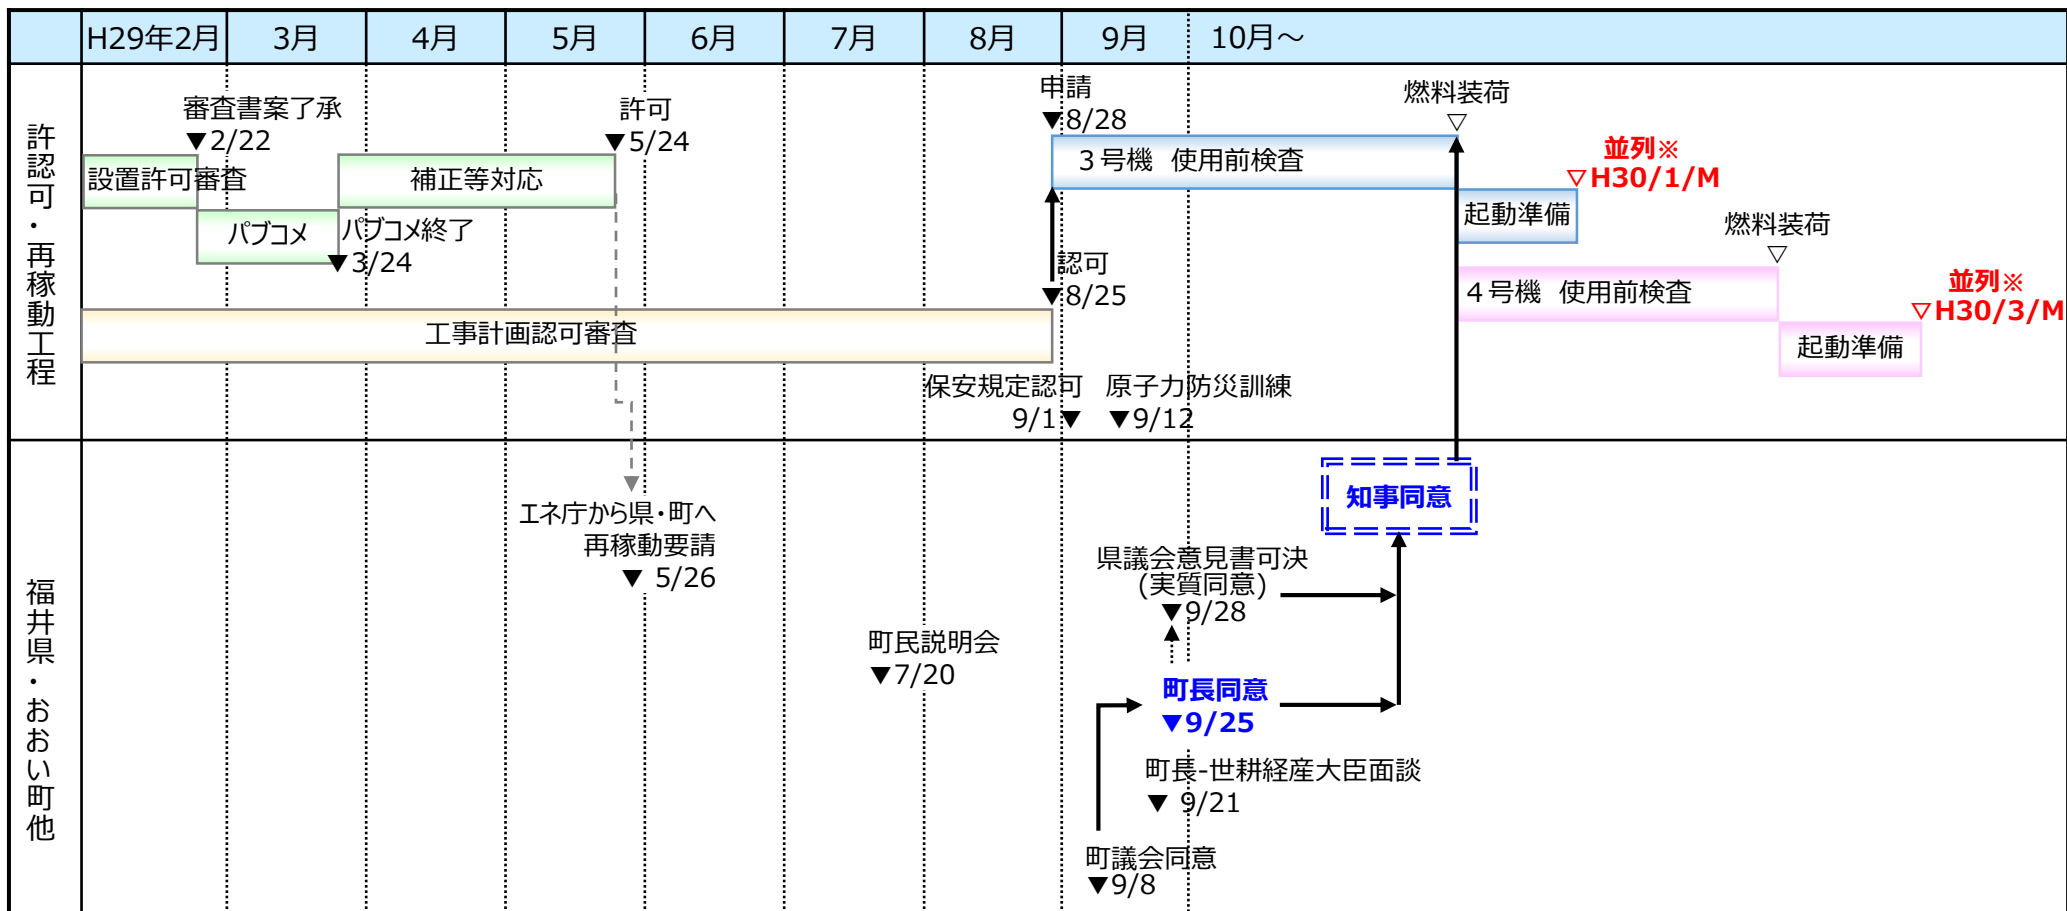 H29年2月 3月 4月 5月 6月 7月 8月 9月 10月～
許認可・再稼動工程
審査書案了承
▼2/22
設置許可審査
パブコメ
パブコメ終了
▼3/24
補正等対応
許可
▼5/24
工事計画認可審査
申請
▼8/28
3号機 使用前検査
認可
▼8/25
燃料装荷
▽
起動準備
並列※
▽H30/1/M
4号機 使用前検査
燃料装荷
▽
起動準備
並列※
▽H30/3/M
保安規定認可
9/1▼
原子力防災訓練
▼9/12
福井県・おおい町他
エネ庁から県・町へ
再稼動要請
▼ 5/26
町民説明会
▼7/20
知事同意
県議会意見書可決
(実質同意)
▼9/28
町長同意
▼9/25
町長-世耕経産大臣面談
▼ 9/21
町議会同意
▼9/8